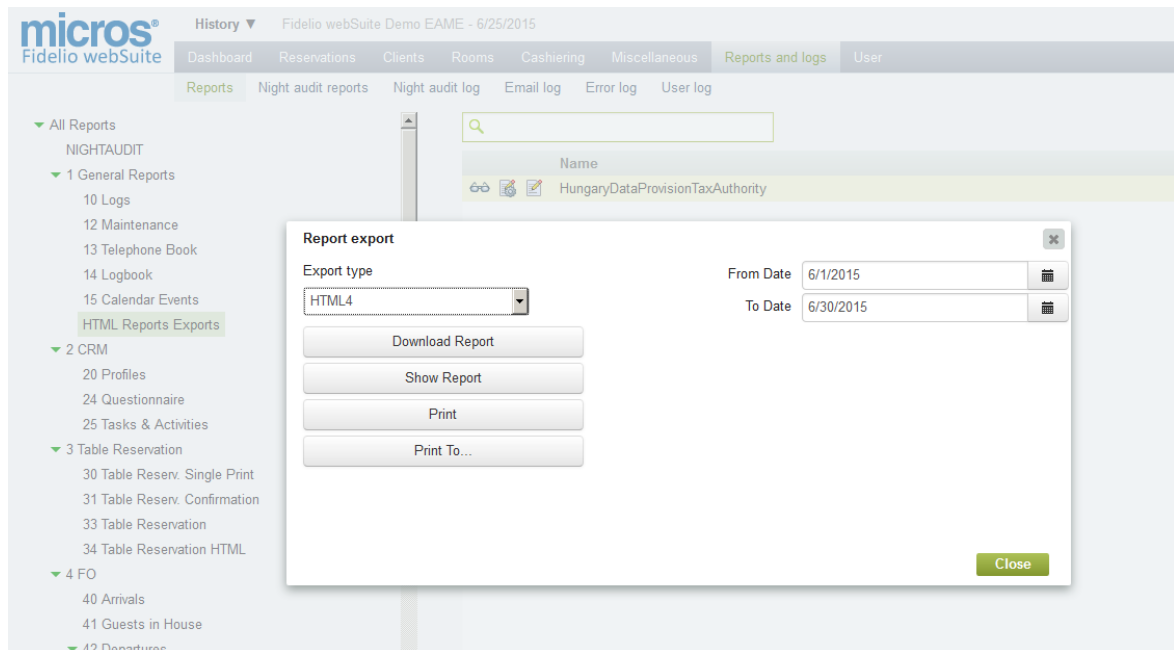 micros®
Fidelio webSuite
History ▼ Fidelio webSuite Demo EAME - 6/25/2015
Dashboard Reservations Clients Rooms Cashiering Miscellaneous Reports and logs User
Reports Night audit reports Night audit log Email log Error log User log
All Reports
NIGHTAUDIT
1 General Reports
10 Logs
12 Maintenance
13 Telephone Book
14 Logbook
15 Calendar Events
HTML Reports Exports
2 CRM
20 Profiles
24 Questionnaire
25 Tasks & Activities
3 Table Reservation
30 Table Reserv. Single Print
31 Table Reserv. Confirmation
33 Table Reservation
34 Table Reservation HTML
4 FO
40 Arrivals
41 Guests in House
42 Departures
Name
HungaryDataProvisionTaxAuthority
Report export
Export type
HTML4
Download Report
Show Report
Print
Print To...
From Date 6/1/2015
To Date 6/30/2015
Close